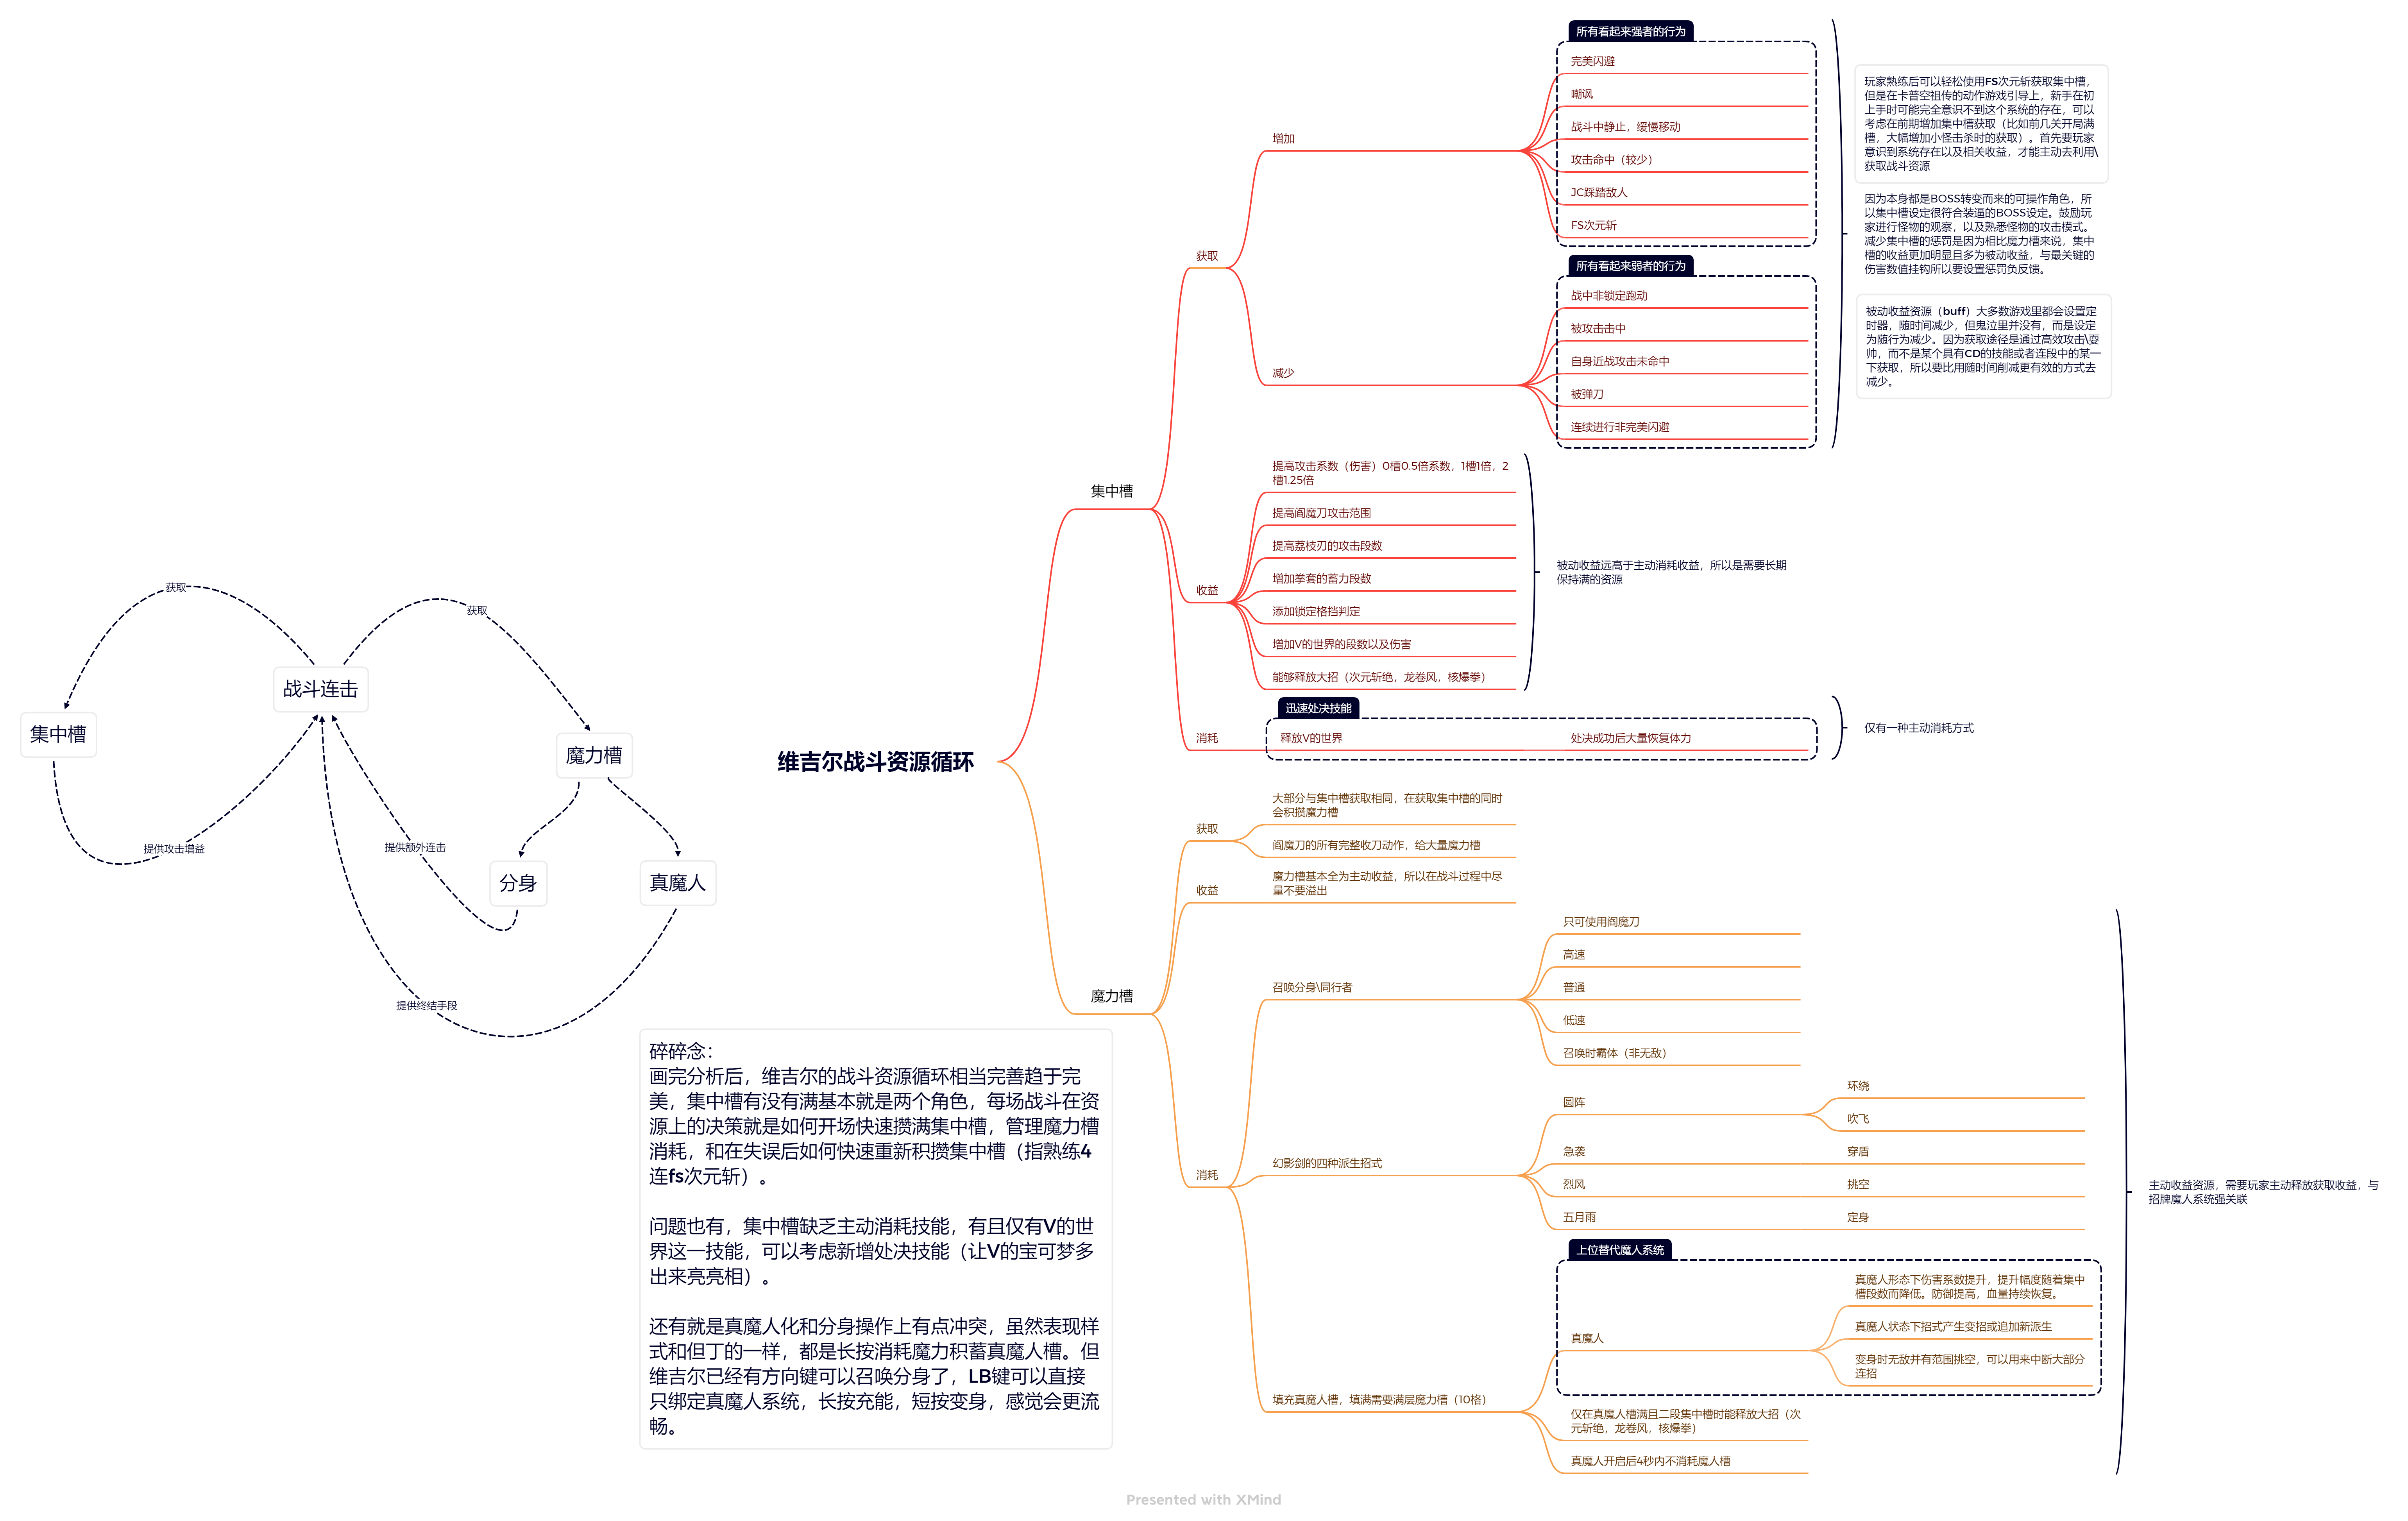 获取
获取
战斗连击
集中槽
魔力槽
提供攻击增益
提供额外连击
分身
真魔人
提供终结手段
维吉尔战斗资源循环
集中槽
获取
增加
所有看起来强者的行为
完美闪避
嘲讽
战斗中静止，缓慢移动
攻击命中（较少）
JC踩踏敌人
FS次元斩
减少
所有看起来弱者的行为
战中非锁定跑动
被攻击击中
自身近战攻击未命中
被弹刀
连续进行非完美闪避
玩家熟练后可以轻松使用FS次元斩获取集中槽，
但是在卡普空祖传的动作游戏引导上，新手在初
上手时可能完全意识不到这个系统的存在，可以
考虑在前期增加集中槽获取（比如前几关开局满
槽，大幅增加小怪击杀时的获取）。首先要玩家
意识到系统存在以及相关收益，才能主动去利用\
获取战斗资源
因为本身都是BOSS转变而来的可操作角色，所
以集中槽设定很符合装逼的BOSS设定。鼓励玩
家进行怪物的观察，以及熟悉怪物的攻击模式。
减少集中槽的惩罚是因为相比魔力槽来说，集中
槽的收益更加明显且多为被动收益，与最关键的
伤害数值挂钩所以要设置惩罚负反馈。
被动收益资源（buff）大多数游戏里都会设置定
时器，随时间减少，但鬼泣里并没有，而是设定
为随行为减少。因为获取途径是通过高效攻击\耍
帅，而不是某个具有CD的技能或者连段中的某一
下获取，所以要比用随时间削减更有效的方式去
减少。
收益
提高攻击系数（伤害）0槽0.5倍系数，1槽1倍，2
槽1.25倍
提高阎魔刀攻击范围
提高荔枝刃的攻击段数
增加拳套的蓄力段数
添加锁定格挡判定
增加V的世界的段数以及伤害
能够释放大招（次元斩绝，龙卷风，核爆拳）
被动收益远高于主动消耗收益，所以是需要长期
保持满的资源
消耗
迅速处决技能
释放V的世界
处决成功后大量恢复体力
仅有一种主动消耗方式
魔力槽
获取
大部分与集中槽获取相同，在获取集中槽的同时
会积攒魔力槽
阎魔刀的所有完整收刀动作，给大量魔力槽
收益
魔力槽基本全为主动收益，所以在战斗过程中尽
量不要溢出
消耗
召唤分身\同行者
只可使用阎魔刀
高速
普通
低速
召唤时霸体（非无敌）
幻影剑的四种派生招式
圆阵
环绕
吹飞
急袭
穿盾
烈风
挑空
五月雨
定身
填充真魔人槽，填满需要满层魔力槽（10格）
上位替代魔人系统
真魔人
真魔人形态下伤害系数提升，提升幅度随着集中
槽段数而降低。防御提高，血量持续恢复。
真魔人状态下招式产生变招或追加新派生
变身时无敌并有范围挑空，可以用来中断大部分
连招
仅在真魔人槽满且二段集中槽时能释放大招（次
元斩绝，龙卷风，核爆拳）
真魔人开启后4秒内不消耗魔人槽
主动收益资源，需要玩家主动释放获取收益，与
招牌魔人系统强关联
碎碎念：
画完分析后，维吉尔的战斗资源循环相当完善趋于完
美，集中槽有没有满基本就是两个角色，每场战斗在资
源上的决策就是如何开场快速攒满集中槽，管理魔力槽
消耗，和在失误后如何快速重新积攒集中槽（指熟练4
连fs次元斩）。
问题也有，集中槽缺乏主动消耗技能，有且仅有V的世
界这一技能，可以考虑新增处决技能（让V的宝可梦多
出来亮亮相）。
还有就是真魔人化和分身操作上有点冲突，虽然表现样
式和但丁的一样，都是长按消耗魔力积蓄真魔人槽。但
维吉尔已经有方向键可以召唤分身了，LB键可以直接
只绑定真魔人系统，长按充能，短按变身，感觉会更流
畅。
Presented with XMind